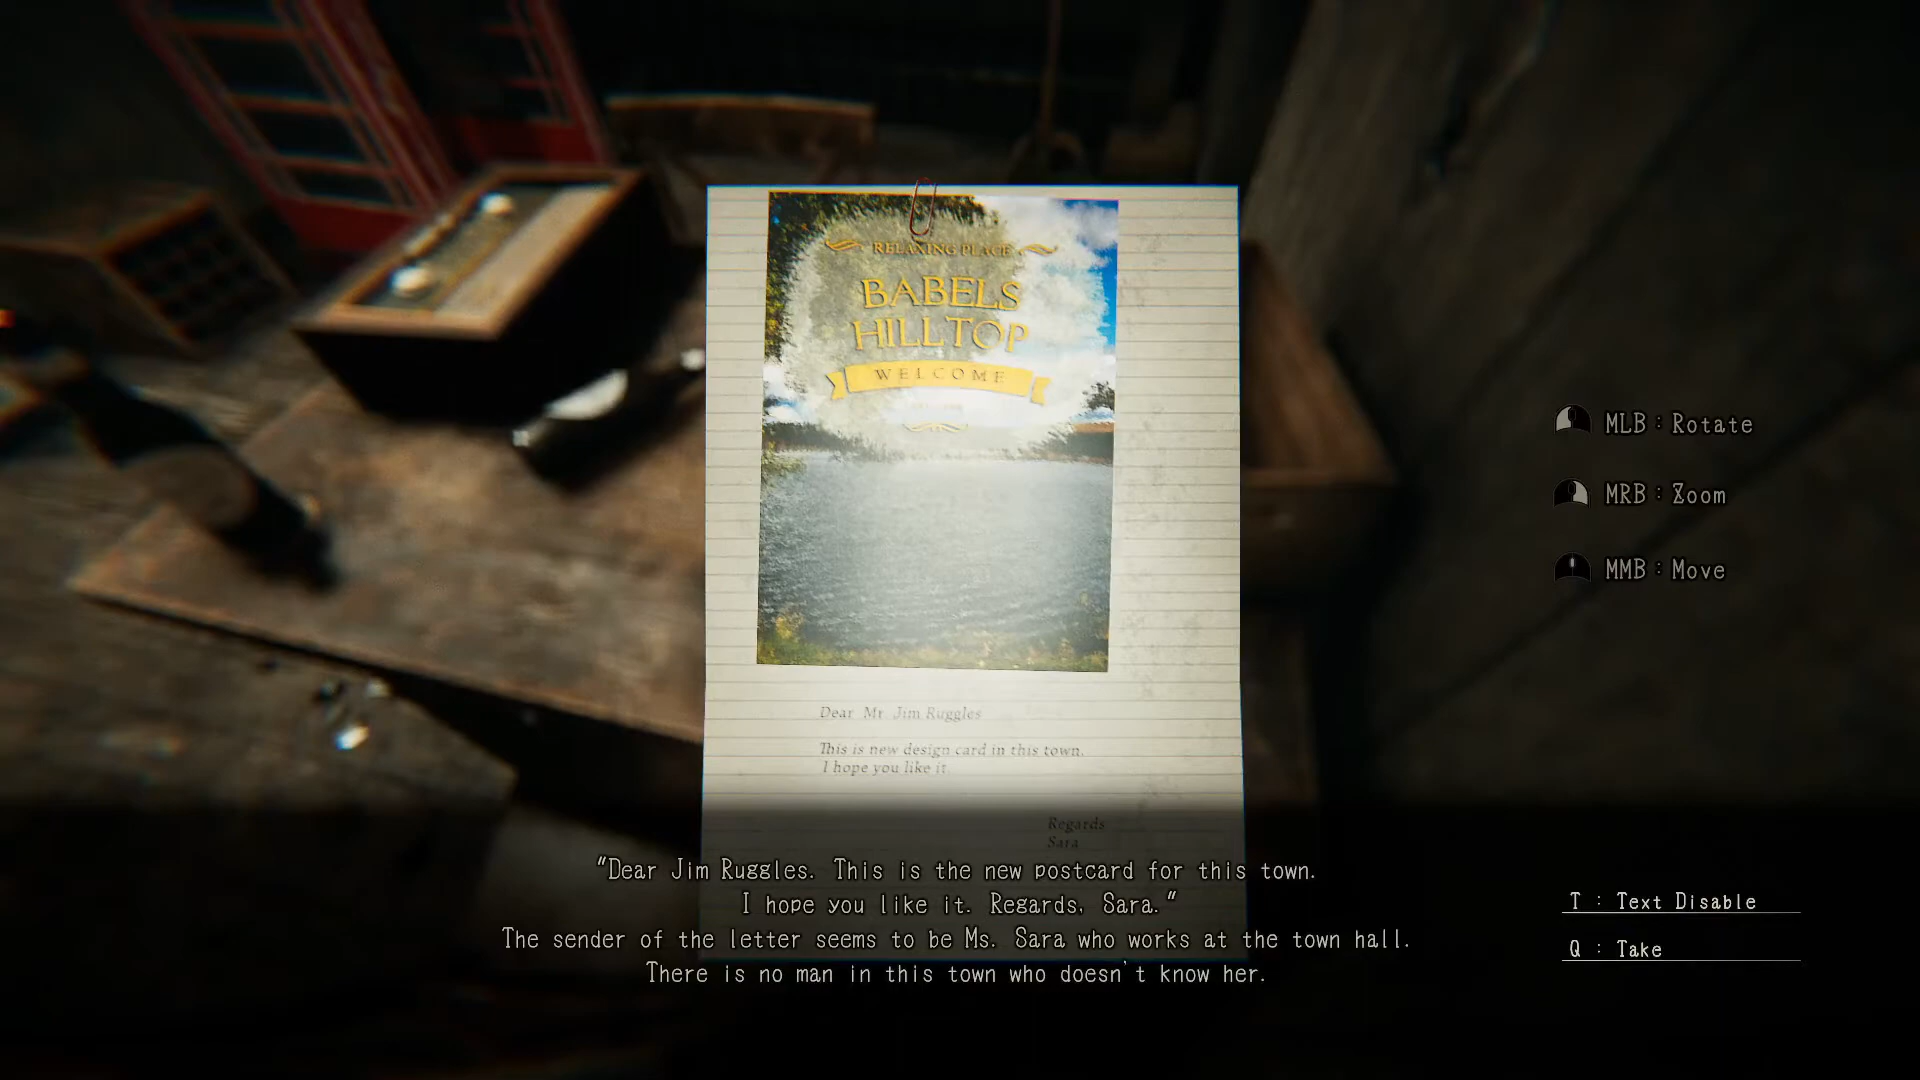 RELAXING PLACE
BABELS
HILLTOP
WELCOME
Dear Mr. Jim Ruggles
This is new design card in this town.
I hope you like it.
Regards
Sara
"Dear Jim Ruggles. This is the new postcard for this town.
I hope you like it. Regards, Sara."
The sender of the letter seems to be Ms. Sara who works at the town hall.
There is no man in this town who doesn't know her.
MLB : Rotate
MRB : Zoom
MMB : Move
T : Text Disable
Q : Take